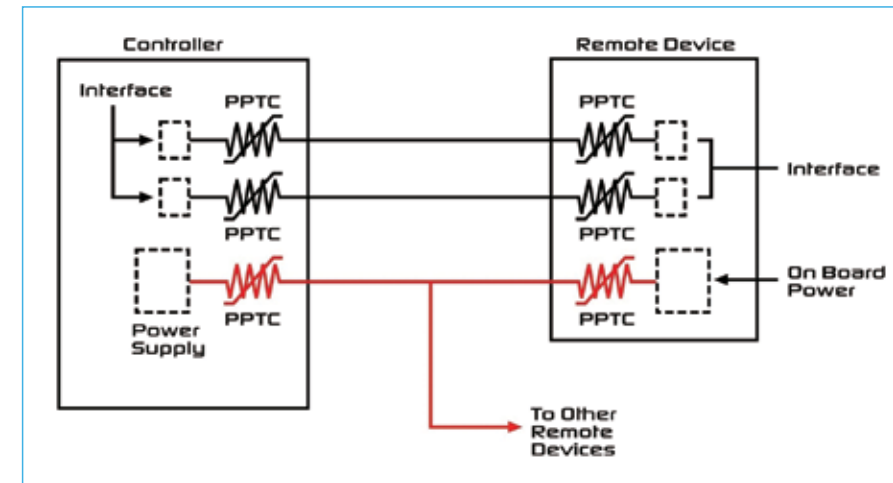 Controller
Remote Device
Interface
PPTC
PPTC
PPTC
PPTC
Interface
PPTC
PPTC
Power
Supply
On Board
Power
To Other
Remote
Devices